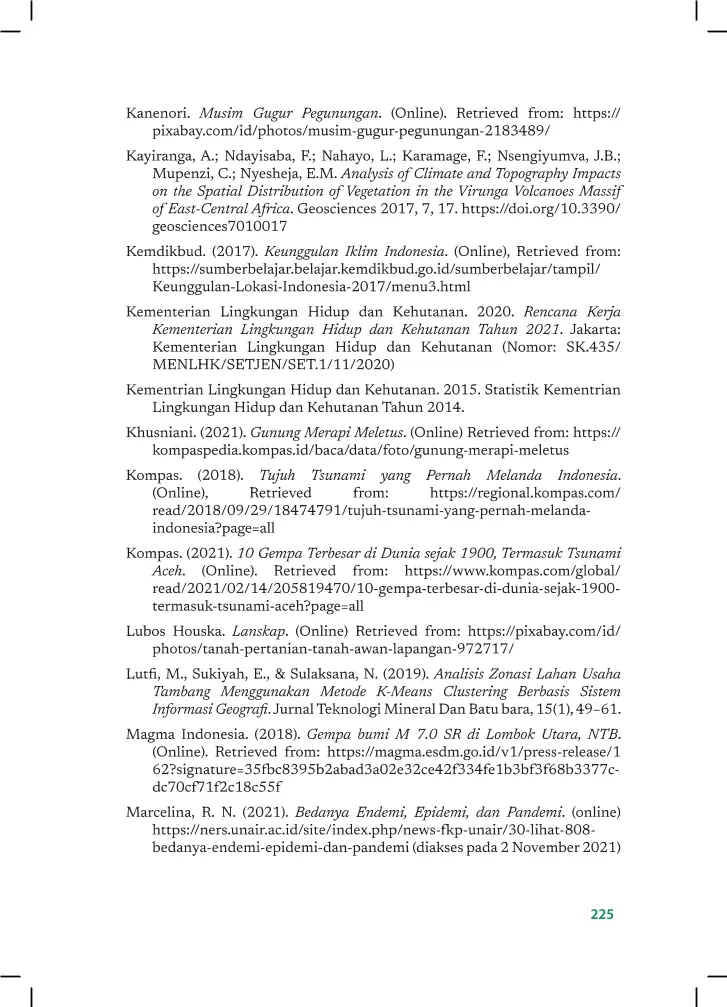 Kanenori. Musim Gugur Pegunungan. (Online). Retrieved from: https://
pixabay.com/id/photos/musim-gugur-pegunungan-2183489/
Kayiranga, A.; Ndayisaba, F.; Nahayo, L.; Karamage, F.; Nsengiyumva, J.B.;
Mupenzi, C.; Nyesheja, E.M. Analysis of Climate and Topography Impacts
on the Spatial Distribution of Vegetation in the Virunga Volcanoes Massif
of East-Central Africa. Geosciences 2017, 7, 17. https://doi.org/10.3390/
geosciences7010017
Kemdikbud. (2017). Keunggulan Iklim Indonesia. (Online), Retrieved from:
https://sumberbelajar.belajar.kemdikbud.go.id/sumberbelajar/tampil/
Keunggulan-Lokasi-Indonesia-2017/menu3.html
Kementerian Lingkungan Hidup dan Kehutanan. 2020. Rencana Kerja
Kementerian Lingkungan Hidup dan Kehutanan Tahun 2021. Jakarta:
Kementerian Lingkungan Hidup dan Kehutanan (Nomor: SK.435/
MENLHK/SETJEN/SET.1/11/2020)
Kementrian Lingkungan Hidup dan Kehutanan. 2015. Statistik Kementrian
Lingkungan Hidup dan Kehutanan Tahun 2014.
Khusniani. (2021). Gunung Merapi Meletus. (Online) Retrieved from: https://
kompaspedia.kompas.id/baca/data/foto/gunung-merapi-meletus
Kompas. (2018). Tujuh Tsunami yang Pernah Melanda Indonesia.
(Online), Retrieved from: https://regional.kompas.com/
read/2018/09/29/18474791/tujuh-tsunami-yang-pernah-melanda-
indonesia?page=all
Kompas. (2021). 10 Gempa Terbesar di Dunia sejak 1900, Termasuk Tsunami
Aceh. (Online). Retrieved from: https://www.kompas.com/global/
read/2021/02/14/205819470/10-gempa-terbesar-di-dunia-sejak-1900-
termasuk-tsunami-aceh?page=all
Lubos Houska. Lanskap. (Online) Retrieved from: https://pixabay.com/id/
photos/tanah-pertanian-tanah-awan-lapangan-972717/
Lutfi, M., Sukiyah, E., & Sulaksana, N. (2019). Analisis Zonasi Lahan Usaha
Tambang Menggunakan Metode K-Means Clustering Berbasis Sistem
Informasi Geografi. Jurnal Teknologi Mineral Dan Batu bara, 15(1), 49–61.
Magma Indonesia. (2018). Gempa bumi M 7.0 SR di Lombok Utara, NTB.
(Online). Retrieved from: https://magma.esdm.go.id/v1/press-release/1
62?signature=35fbc8395b2abad3a02e32ce42f334fe1b3bf3f68b3377c-
dc70cf71f2c18c55f
Marcelina, R. N. (2021). Bedanya Endemi, Epidemi, dan Pandemi. (online)
https://ners.unair.ac.id/site/index.php/news-fkp-unair/30-lihat-808-
bedanya-endemi-epidemi-dan-pandemi (diakses pada 2 November 2021)
225